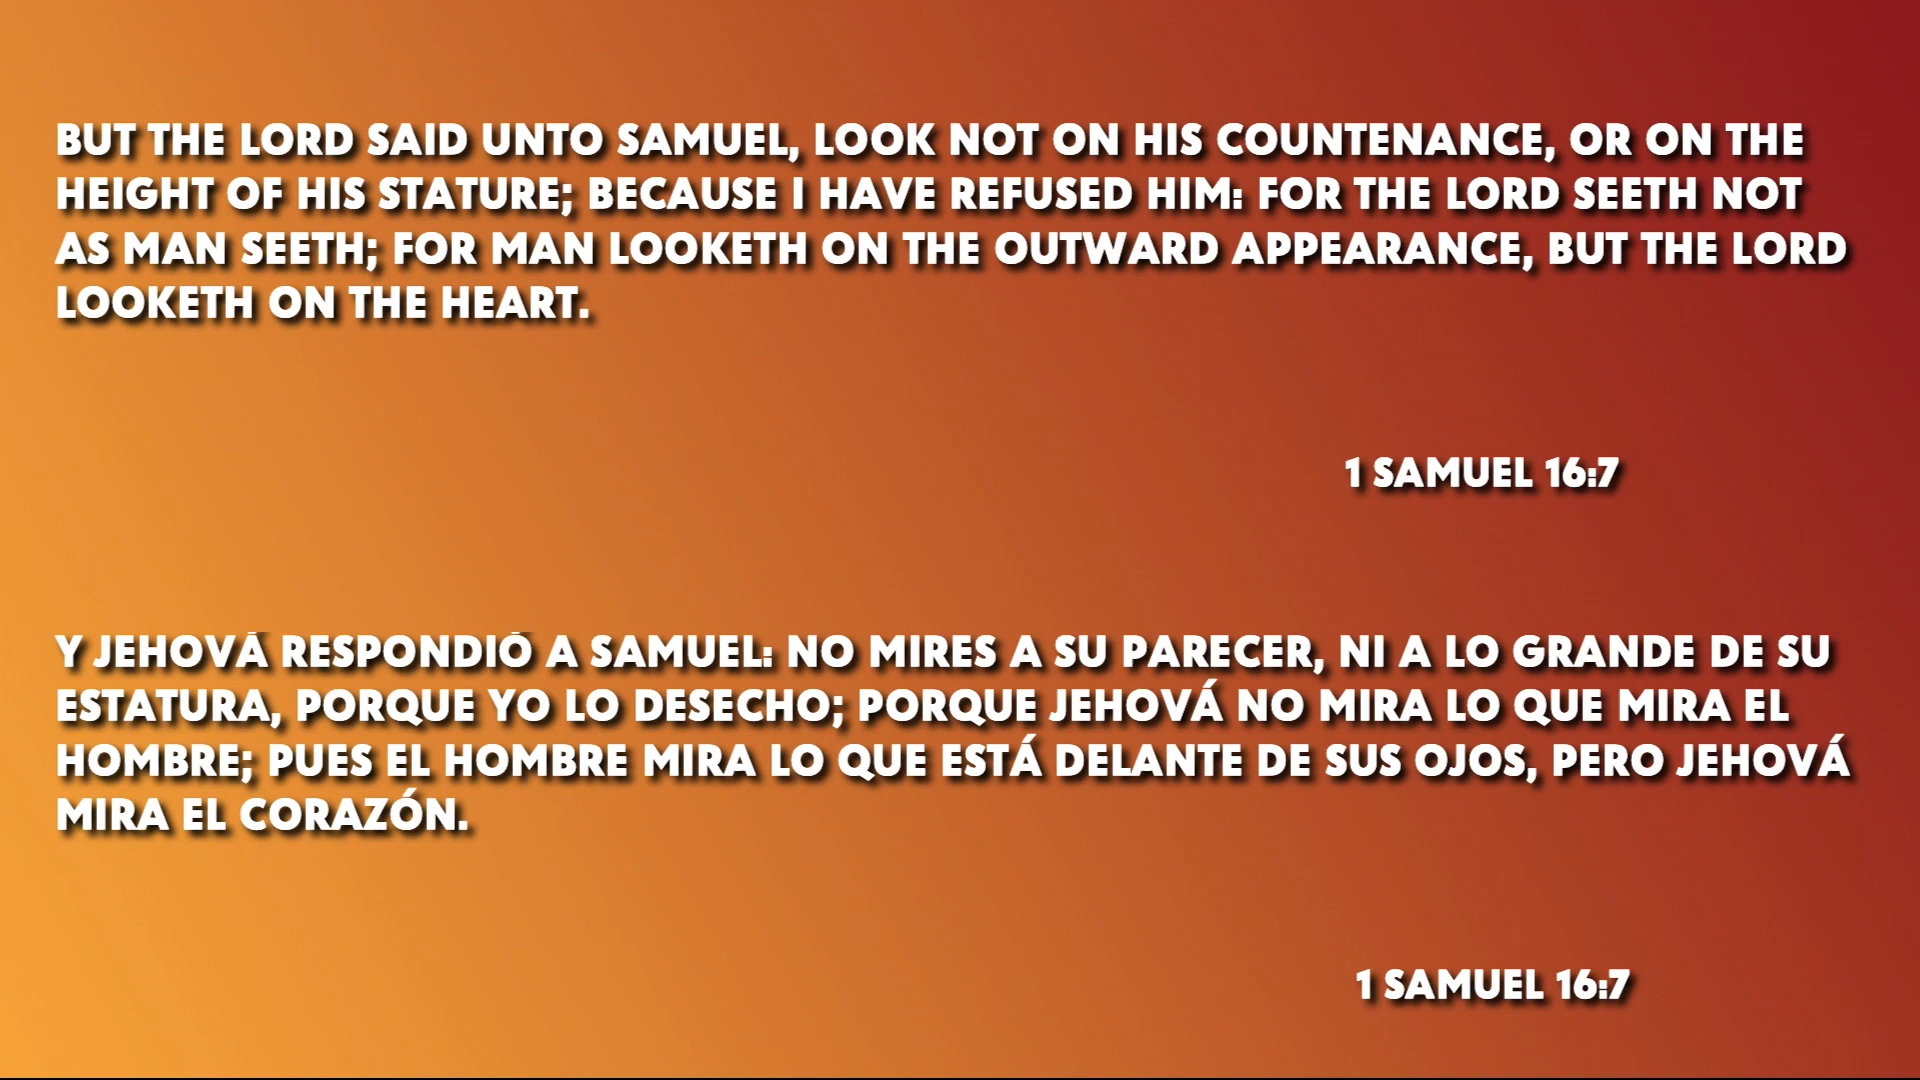 BUT THE LORD SAID UNTO SAMUEL, LOOK NOT ON HIS COUNTENANCE, OR ON THE
HEIGHT OF HIS STATURE; BECAUSE I HAVE REFUSED HIM: FOR THE LORD SEETH NOT
AS MAN SEETH; FOR MAN LOOKETH ON THE OUTWARD APPEARANCE, BUT THE LORD
LOOKETH ON THE HEART.
1 SAMUEL 16:7
Y JEHOVÁ RESPONDIÓ A SAMUEL: NO MIRES A SU PARECER, NI A LO GRANDE DE SU
ESTATURA, PORQUE YO LO DESECHO; PORQUE JEHOVÁ NO MIRA LO QUE MIRA EL
HOMBRE; PUES EL HOMBRE MIRA LO QUE ESTÁ DELANTE DE SUS OJOS, PERO JEHOVÁ
MIRA EL CORAZÓN.
1 SAMUEL 16:7